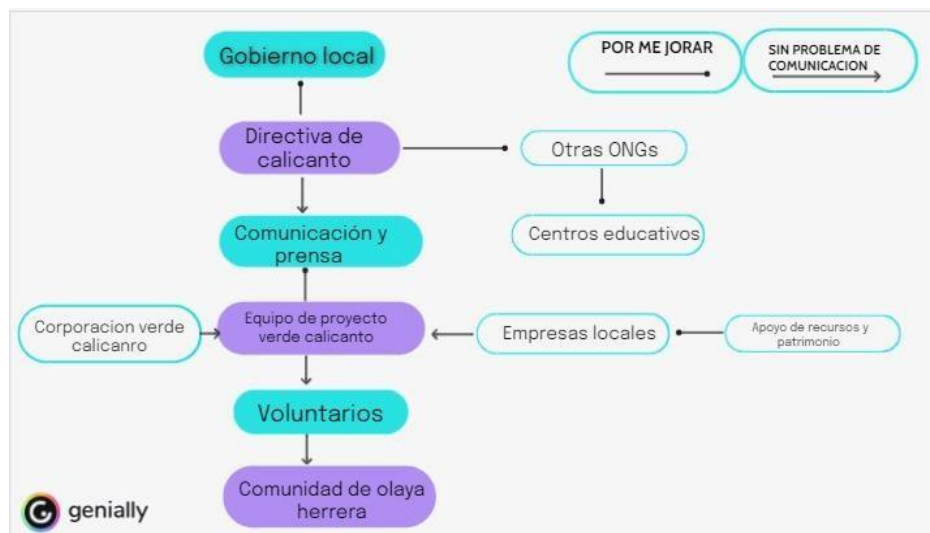 Gobierno local
POR ME JORAR
SIN PROBLEMA DE
COMUNICACION
Directiva de
calicanto
Otras ONGs
Comunicación y
prensa
Centros educativos
Corporacion verde
calicanro
Equipo de proyecto
verde calicanto
Empresas locales
Apoyo de recursos y
patrimonio
Voluntarios
Comunidad de olaya
herrera
genially